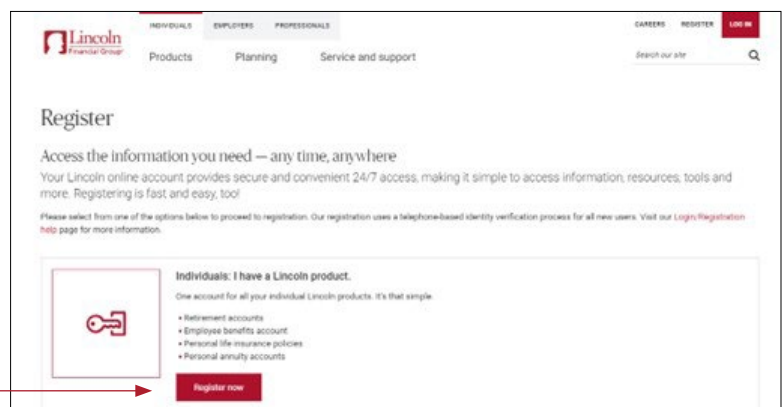 INDIVIDUALS EMPLOYERS PROFESSIONALS
CAREERS REGISTER LOG IN
Lincoln
Financial Group®
Products Planning Service and support
Search our site
Register
Access the information you need — any time, anywhere
Your Lincoln online account provides secure and convenient 24/7 access, making it simple to access information, resources, tools and
more. Registering is fast and easy, too!
Please select from one of the options below to proceed to registration. Our registration uses a telephone-based identity verification process for all new users. Visit our Login/Registration
help page for more information.
Individuals: I have a Lincoln product.
One account for all your individual Lincoln products. It's that simple.
• Retirement accounts
• Employee benefits account
• Personal life insurance policies
• Personal annuity accounts
Register now